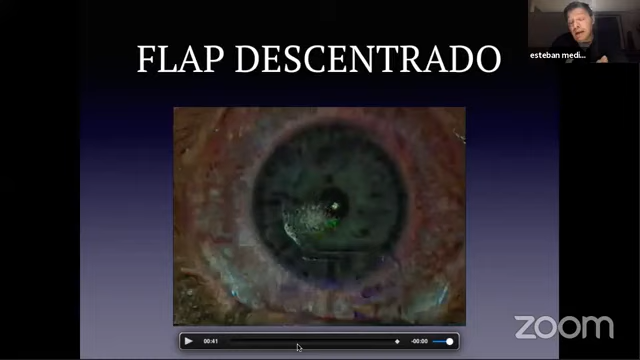 FLAP DESCENTRADO
esteban medi...
00:41
-00:00
zoom